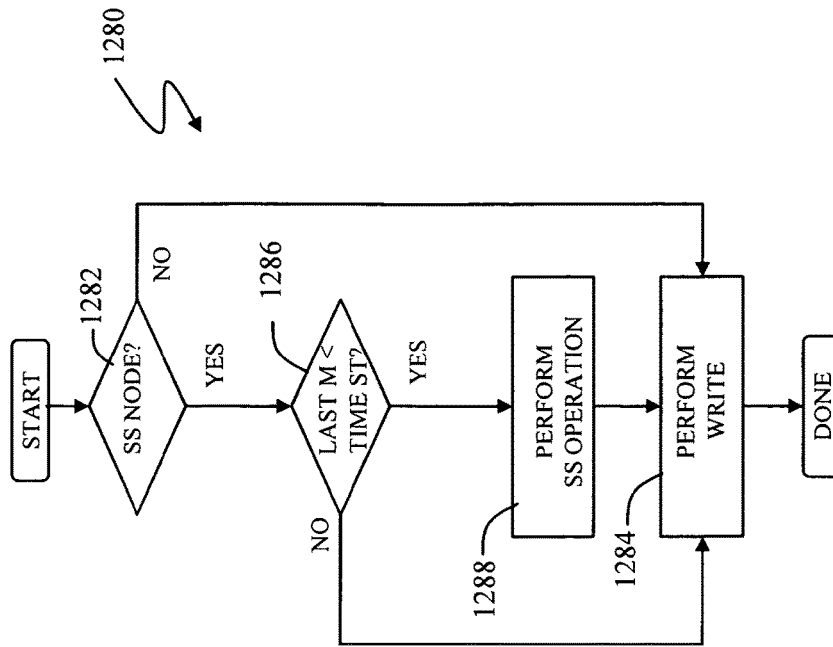 1280
START
1282
SS NODE?
NO
YES
1286
LAST M <
TIME ST?
NO
YES
1288
PERFORM
SS OPERATION
1284
PERFORM
WRITE
DONE